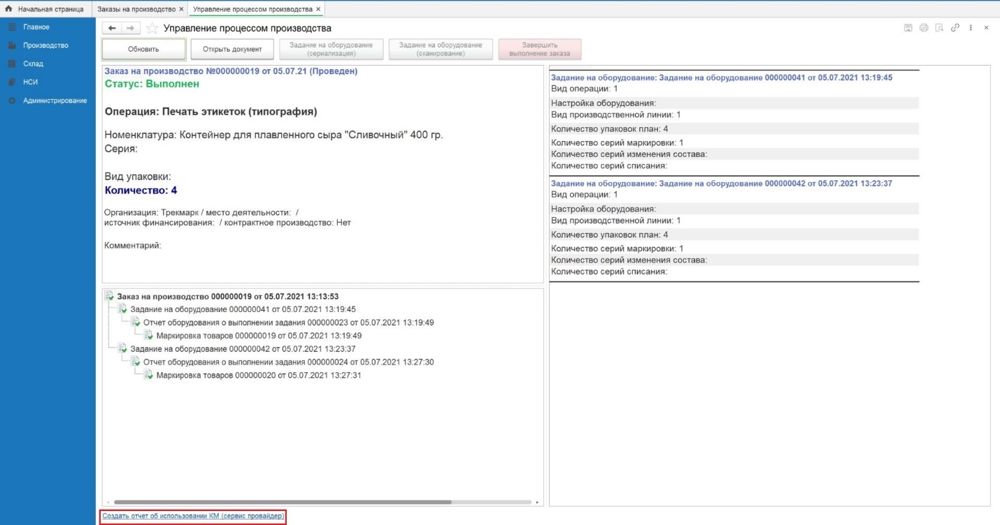 Начальная страница
Заказы на производство ×
Управление процессом производства ×
Главное
Производство
Склад
НСИ
Администрирование
Управление процессом производства
Обновить
Открыть документ
Задание на оборудование
(сериализация)
Задание на оборудование
(сканирование)
Завершить
выполнение заказа
Заказ на производство №000000019 от 05.07.21 (Проведен)
Статус: Выполнен
Операция: Печать этикеток (типография)
Номенклатура: Контейнер для плавленного сыра "Сливочный" 400 гр.
Серия:
Вид упаковки:
Количество: 4
Организация: Трекмарк / место деятельности: /
источник финансирования: / контрактное производство: Нет
Комментарий:
Заказ на производство 000000019 от 05.07.2021 13:13:53
Задание на оборудование 000000041 от 05.07.2021 13:19:45
Отчет оборудования о выполнении задания 000000023 от 05.07.2021 13:19:49
Маркировка товаров 000000019 от 05.07.2021 13:19:49
Задание на оборудование 000000042 от 05.07.2021 13:23:37
Отчет оборудования о выполнении задания 000000024 от 05.07.2021 13:27:30
Маркировка товаров 000000020 от 05.07.2021 13:27:31
Создать отчет об использовании КМ (сервис провайдер)
Задание на оборудование: Задание на оборудование 000000041 от 05.07.2021 13:19:45
Вид операции: 1
Настройка оборудования:
Вид производственной линии: 1
Количество упаковок план: 4
Количество серий маркировки: 1
Количество серий изменения состава:
Количество серий списания:
Задание на оборудование: Задание на оборудование 000000042 от 05.07.2021 13:23:37
Вид операции: 1
Настройка оборудования:
Вид производственной линии: 1
Количество упаковок план: 4
Количество серий маркировки: 1
Количество серий изменения состава:
Количество серий списания: